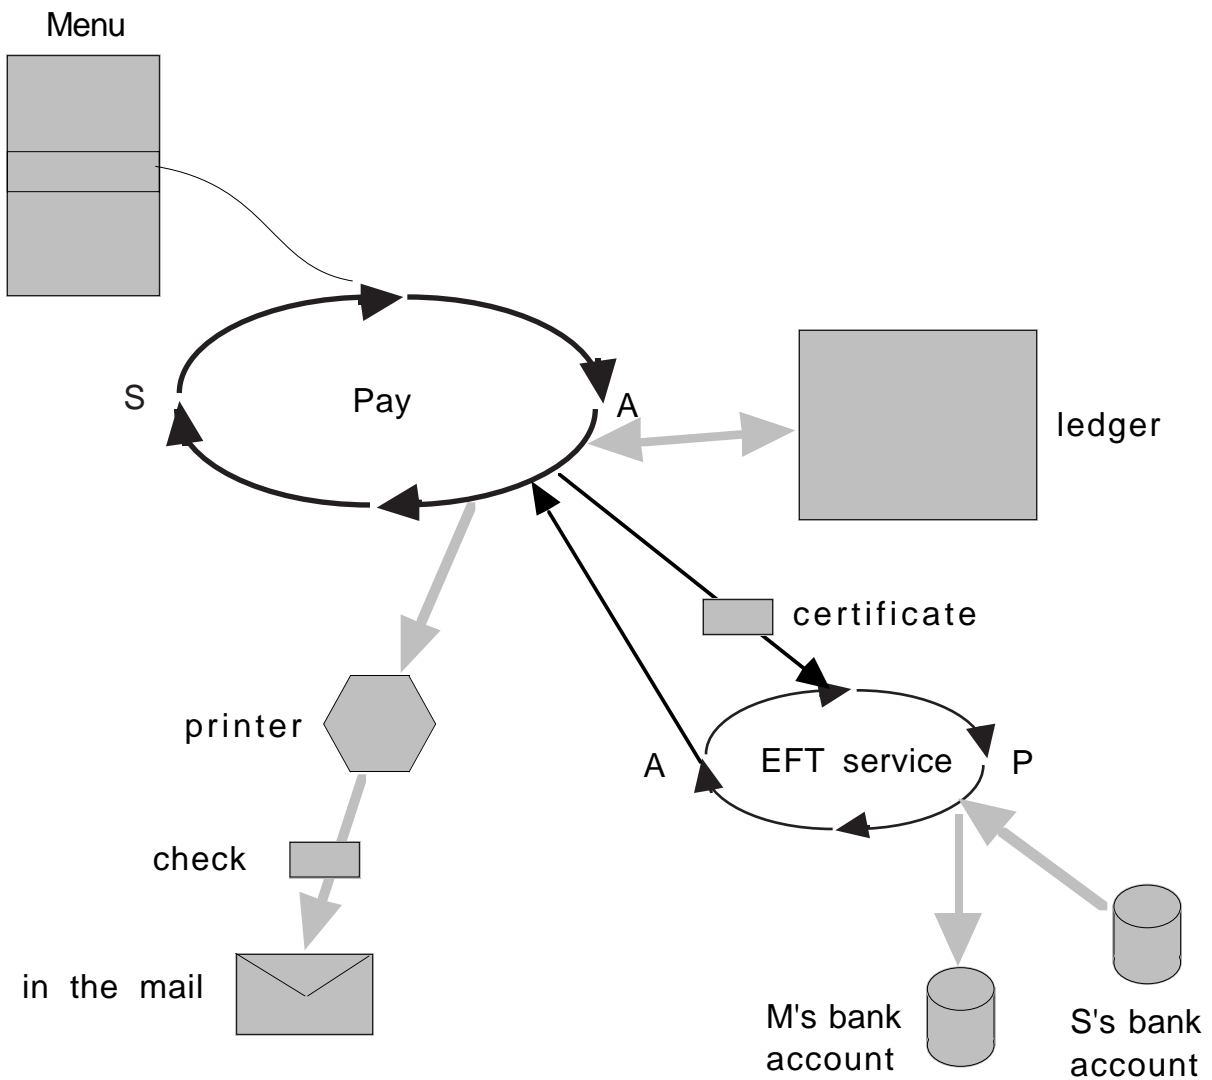 Menu
S
Pay
A
ledger
certificate
printer
A
EFT service
P
check
in the mail
M's bank
account
S's bank
account